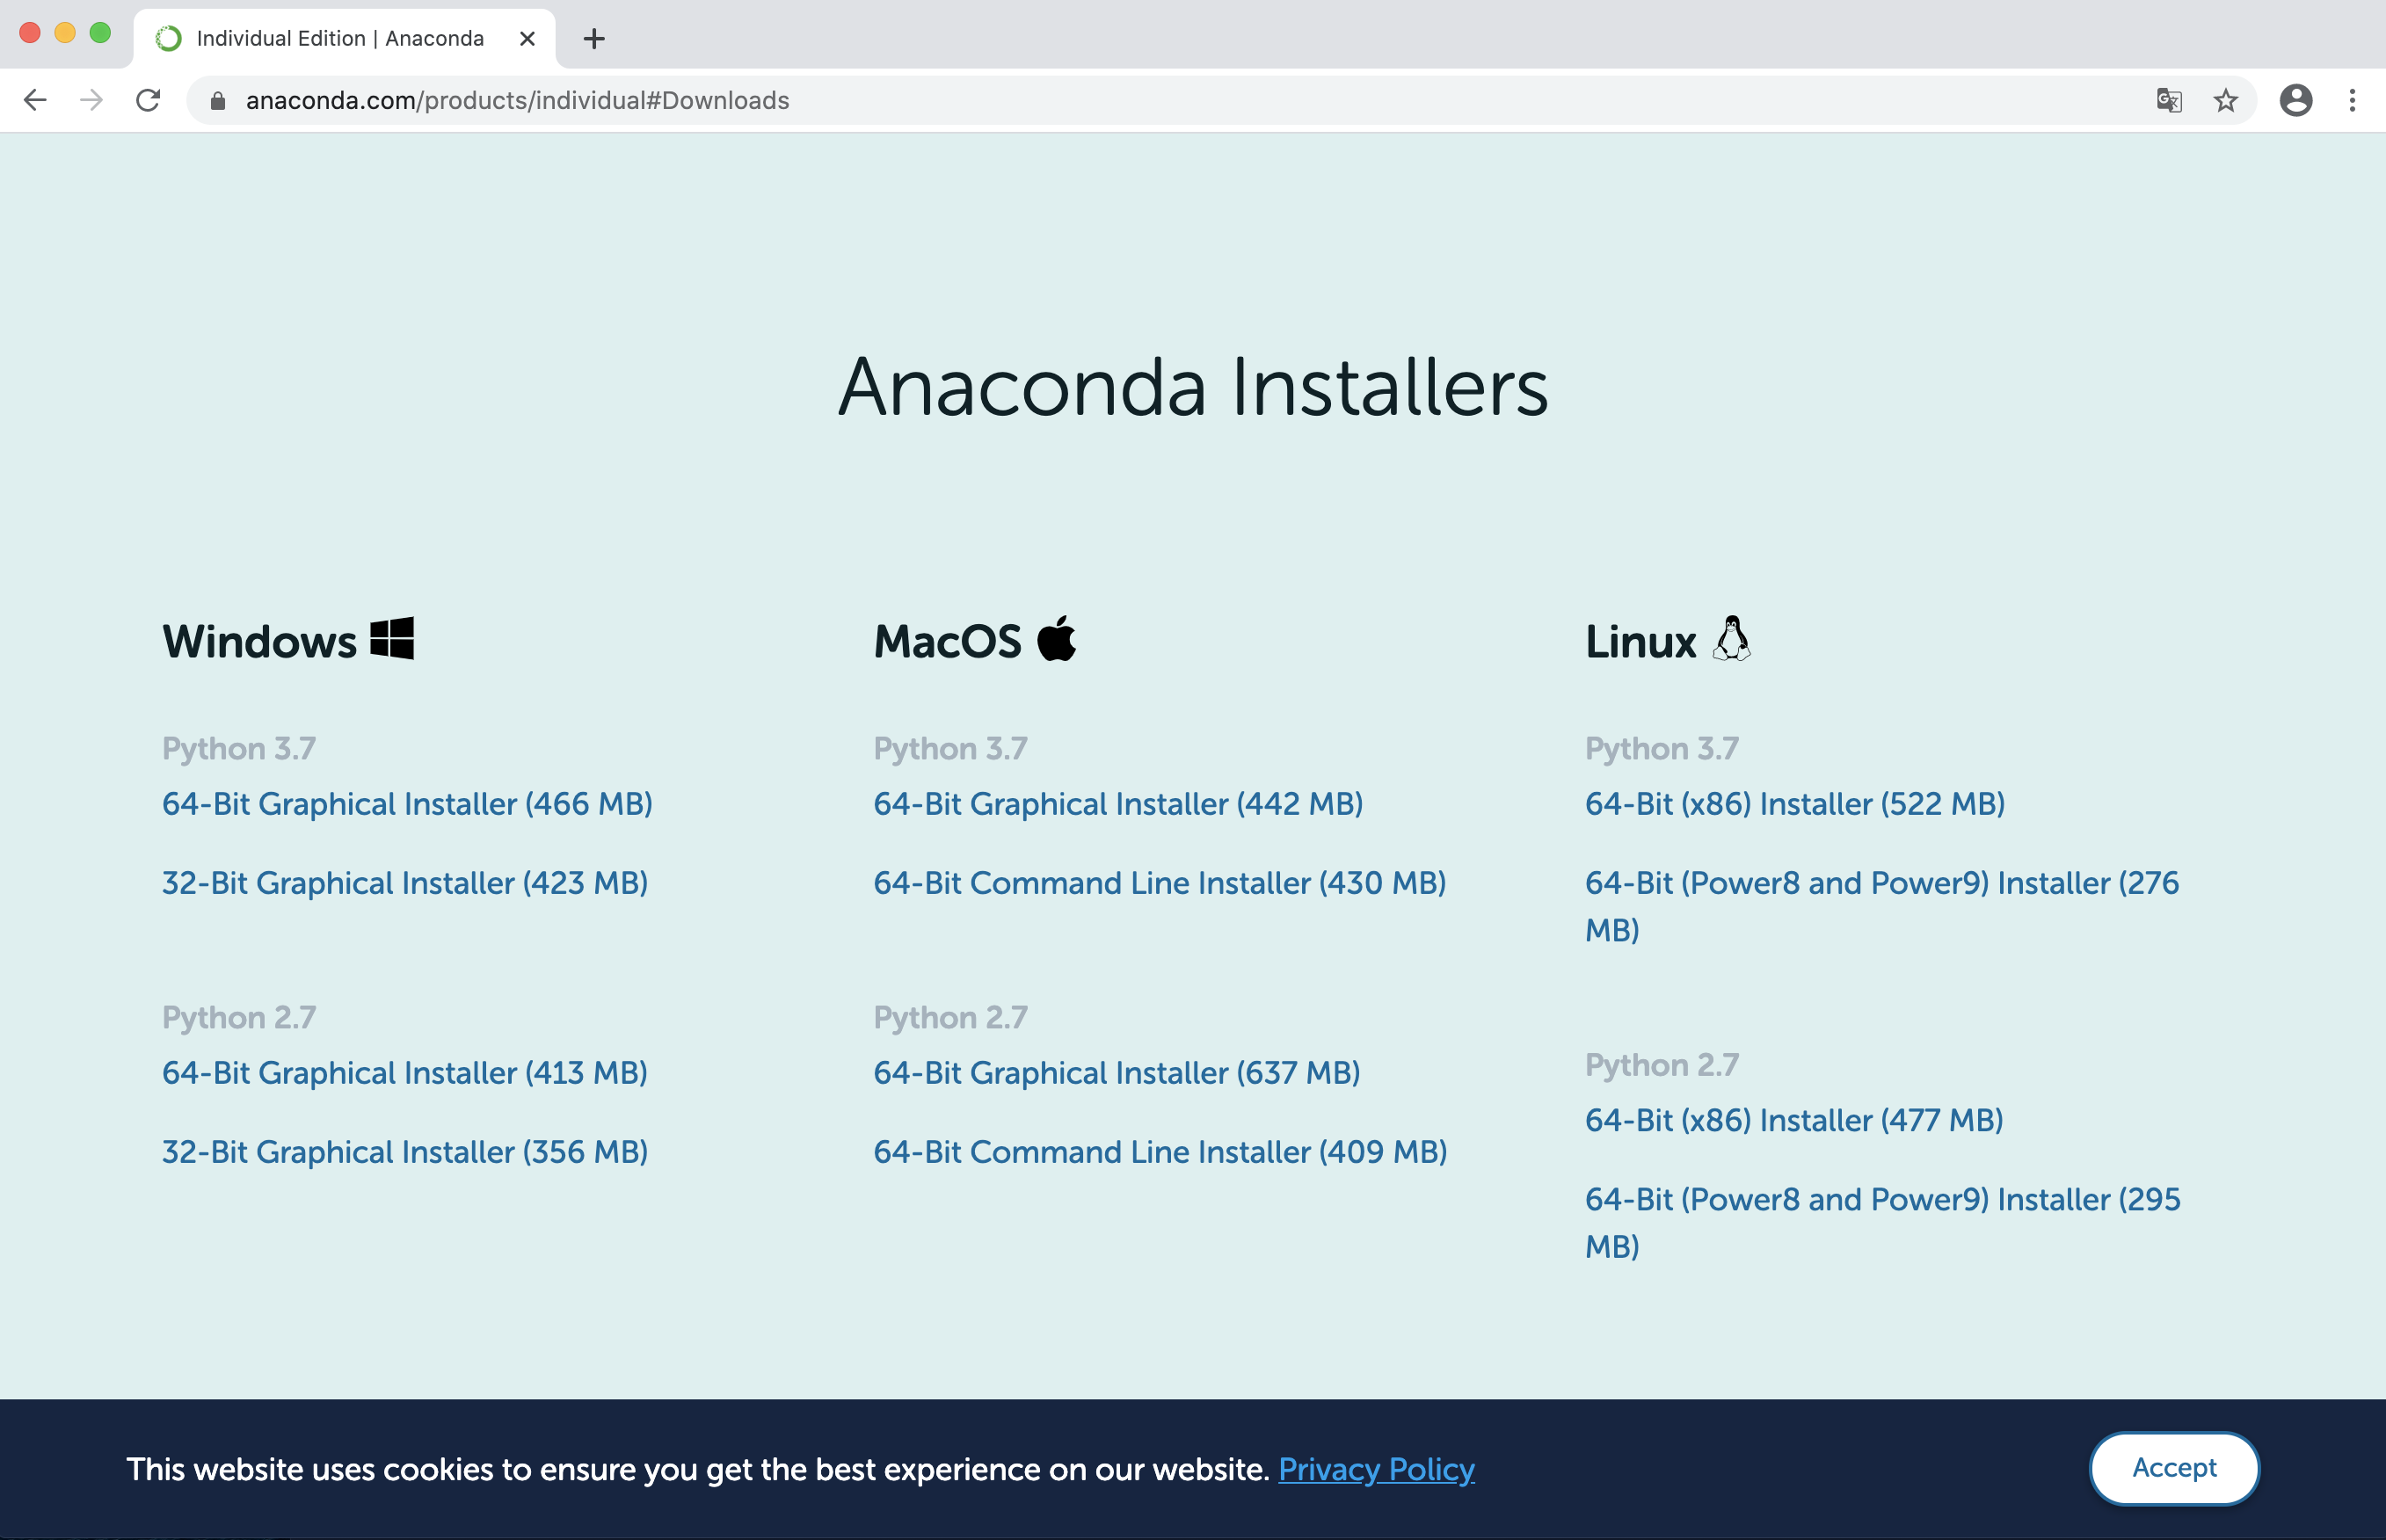 Individual Edition | Anaconda
anaconda.com/products/individual#Downloads
Anaconda Installers
Windows
Python 3.7
64-Bit Graphical Installer (466 MB)
32-Bit Graphical Installer (423 MB)
Python 2.7
64-Bit Graphical Installer (413 MB)
32-Bit Graphical Installer (356 MB)
MacOS
Python 3.7
64-Bit Graphical Installer (442 MB)
64-Bit Command Line Installer (430 MB)
Python 2.7
64-Bit Graphical Installer (637 MB)
64-Bit Command Line Installer (409 MB)
Linux
Python 3.7
64-Bit (x86) Installer (522 MB)
64-Bit (Power8 and Power9) Installer (276
MB)
Python 2.7
64-Bit (x86) Installer (477 MB)
64-Bit (Power8 and Power9) Installer (295
MB)
This website uses cookies to ensure you get the best experience on our website. Privacy Policy
Accept